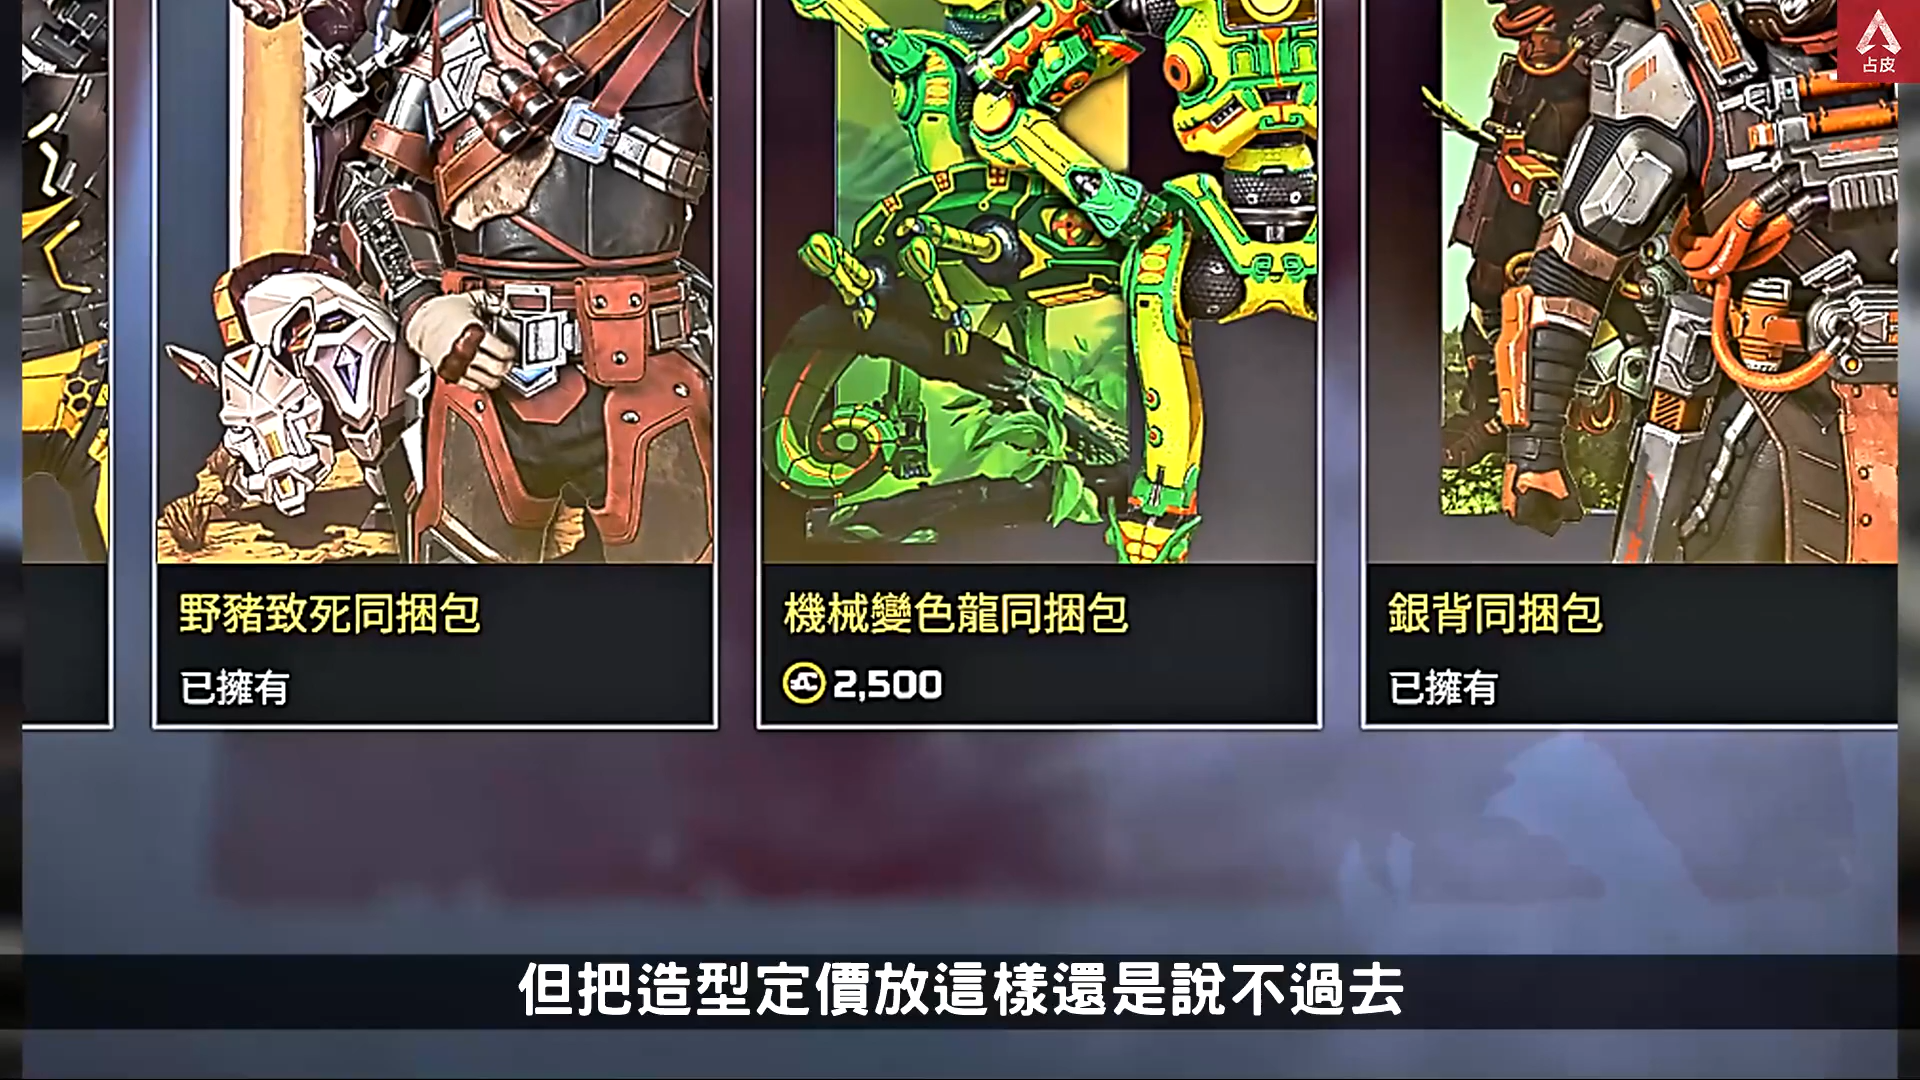 占皮
野豬致死同捆包
已擁有
機械變色龍同捆包
2,500
銀背同捆包
已擁有
但把造型定價放這樣還是說不過去